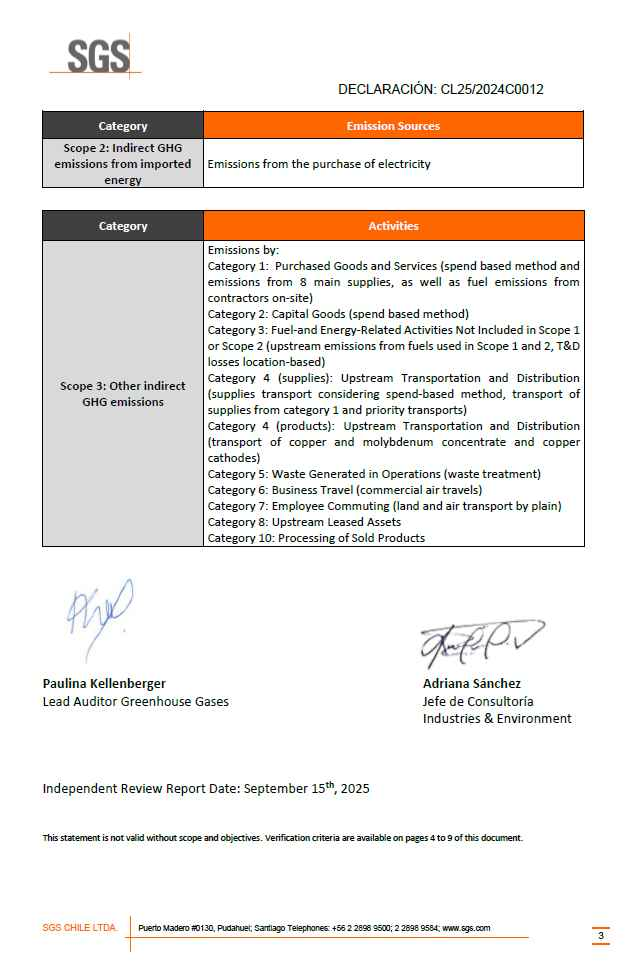 SGS
DECLARACIÓN: CL25/2024C0012
Category
Emission Sources
Scope 2: Indirect GHG
emissions from imported
energy
Emissions from the purchase of electricity
Category
Activities
Scope 3: Other indirect
GHG emissions
Emissions by:
Category 1: Purchased Goods and Services (spend based method and
emissions from 8 main supplies, as well as fuel emissions from
contractors on-site)
Category 2: Capital Goods (spend based method)
Category 3: Fuel-and Energy-Related Activities Not Included in Scope 1
or Scope 2 (upstream emissions from fuels used in Scope 1 and 2, T&D
losses location-based)
Category 4 (supplies): Upstream Transportation and Distribution
(supplies transport considering spend-based method, transport of
supplies from category 1 and priority transports)
Category 4 (products): Upstream Transportation and Distribution
(transport of copper and molybdenum concentrate and copper
cathodes)
Category 5: Waste Generated in Operations (waste treatment)
Category 6: Business Travel (commercial air travels)
Category 7: Employee Commuting (land and air transport by plain)
Category 8: Upstream Leased Assets
Category 10: Processing of Sold Products
Paulina Kellenberger
Lead Auditor Greenhouse Gases
Adriana Sánchez
Jefe de Consultoría
Industries & Environment
Independent Review Report Date: September 15th, 2025
This statement is not valid without scope and objectives. Verification criteria are available on pages 4 to 9 of this document.
SGS CHILE LTDA.
Puerto Madero #0130, Pudahuel; Santiago Telephones: +56 2 2898 9500; 2 2898 9584; www.sgs.com
3